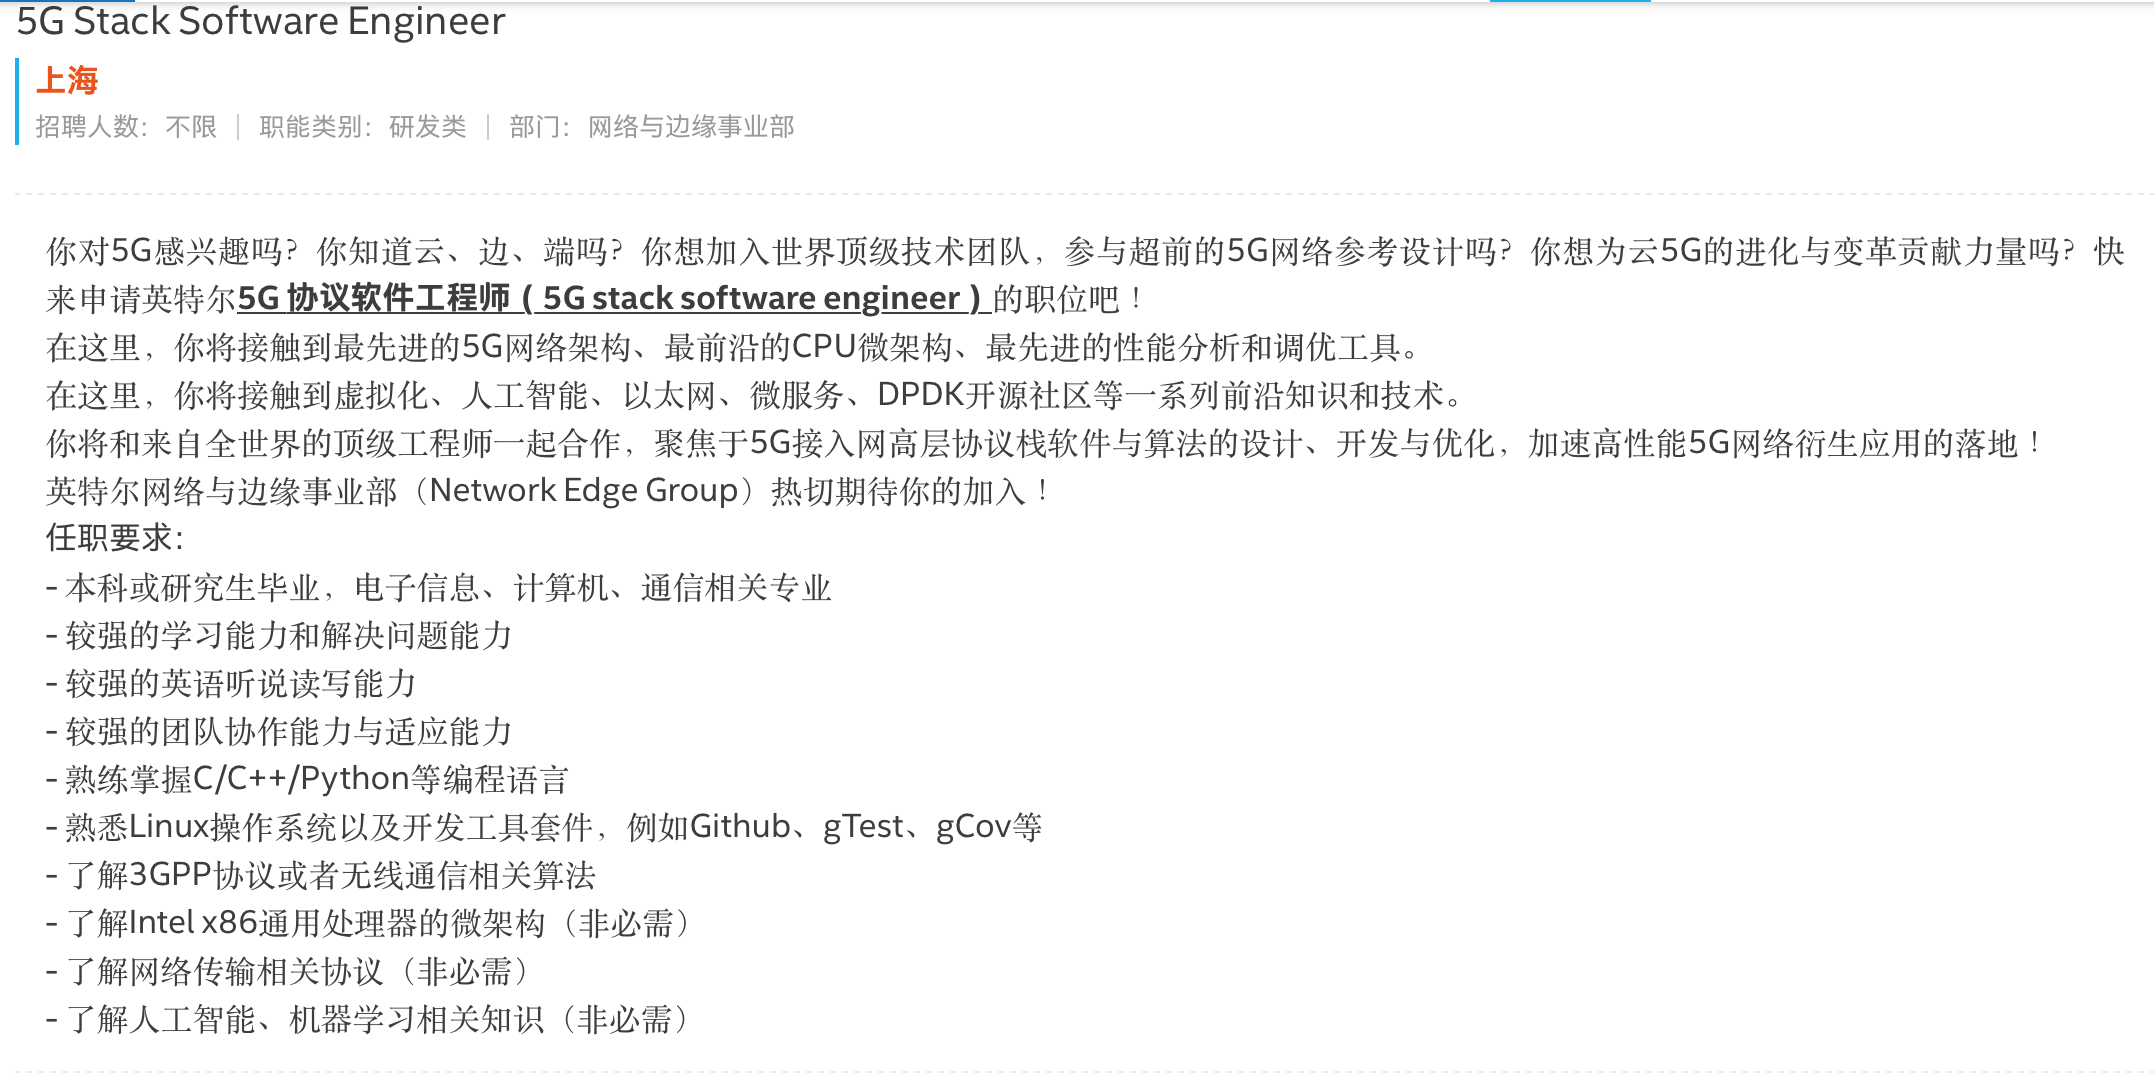 5G Stack Software Engineer
上海
招聘人数：不限 ｜ 职能类别：研发类 ｜ 部门：网络与边缘事业部
你对5G感兴趣吗？你知道云、边、端吗？你想加入世界顶级技术团队，参与超前的5G网络参考设计吗？你想为云5G的进化与变革贡献力量吗？快
来申请英特尔5G 协议软件工程师 ( 5G stack software engineer ) 的职位吧！
在这里，你将接触到最先进的5G网络架构、最前沿的CPU微架构、最先进的性能分析和调优工具。
在这里，你将接触到虚拟化、人工智能、以太网、微服务、DPDK开源社区等一系列前沿知识和技术。
你将和来自全世界的顶级工程师一起合作，聚焦于5G接入网高层协议栈软件与算法的设计、开发与优化，加速高性能5G网络衍生应用的落地！
英特尔网络与边缘事业部（Network Edge Group）热切期待你的加入！
任职要求:
- 本科或研究生毕业，电子信息、计算机、通信相关专业
- 较强的学习能力和解决问题能力
- 较强的英语听说读写能力
- 较强的团队协作能力与适应能力
- 熟练掌握C/C++/Python等编程语言
- 熟悉Linux操作系统以及开发工具套件，例如Github、gTest、gCov等
- 了解3GPP协议或者无线通信相关算法
- 了解Intel x86通用处理器的微架构（非必需）
- 了解网络传输相关协议（非必需）
- 了解人工智能、机器学习相关知识（非必需）